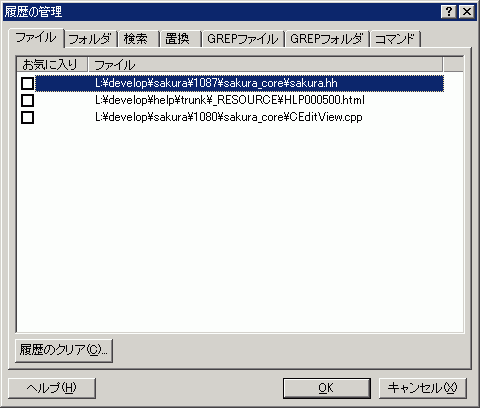 履歴の管理
ファイル フォルダ 検索 置換 GREPファイル GREPフォルダ コマンド
お気に入り ファイル
L:¥develop¥sakura¥1087¥sakura_core¥sakura.hh
L:¥develop¥help¥trunk¥_RESOURCE¥HLP000500.html
L:¥develop¥sakura¥1080¥sakura_core¥CEditView.cpp
履歴のクリア(C)...
ヘルプ(H) OK キャンセル(X)